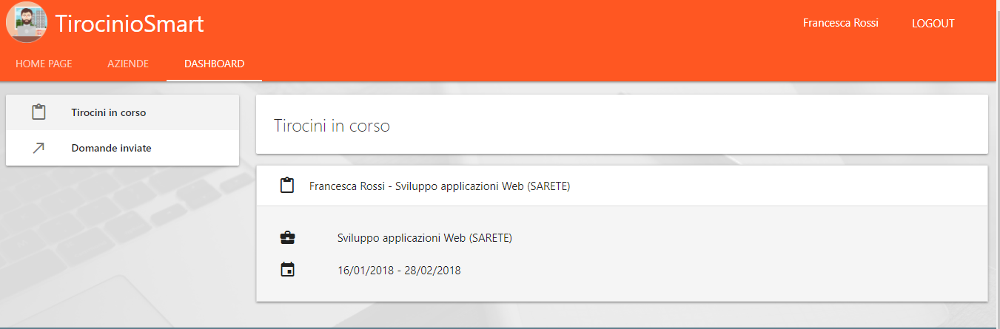 TirocinioSmart
Francesca Rossi
LOGOUT
HOME PAGE
AZIENDE
DASHBOARD
Tirocini in corso
Domande inviate
Tirocini in corso
Francesca Rossi - Sviluppo applicazioni Web (SARETE)
Sviluppo applicazioni Web (SARETE)
16/01/2018 - 28/02/2018